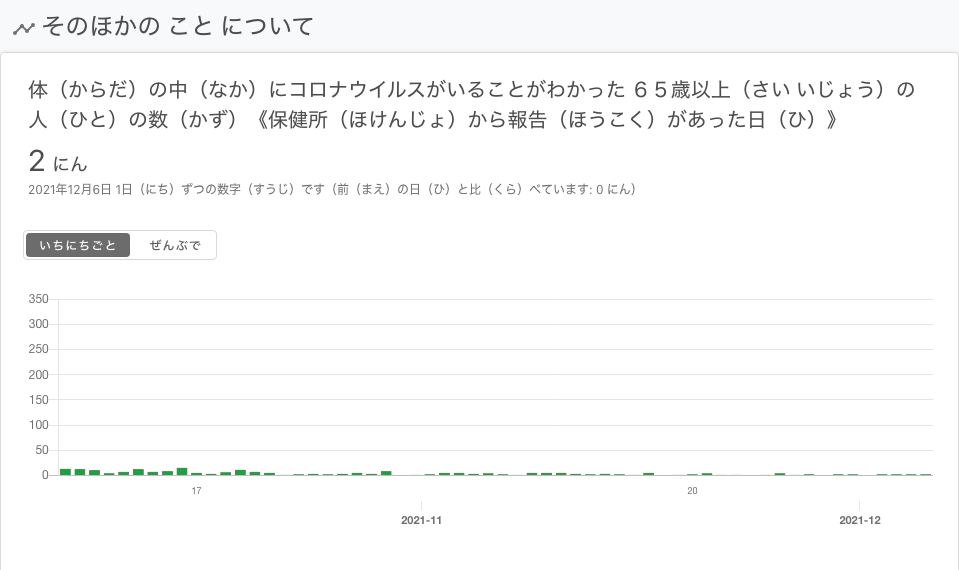 そのほかの こと について
体（からだ）の中（なか）にコロナウイルスがいることがわかった ６５歳以上（さい いじょう）の
人（ひと）の数（かず）《保健所（ほけんじょ）から報告（ほうこく）があった日（ひ）》
2 にん
2021年12月6日 1日（にち）ずつの数字（すうじ）です（前（まえ）の日（ひ）と比（くら）べています: 0 にん）
いちにちごと ぜんぶで
350
300
250
200
150
100
50
0
17 20
2021-11 2021-12